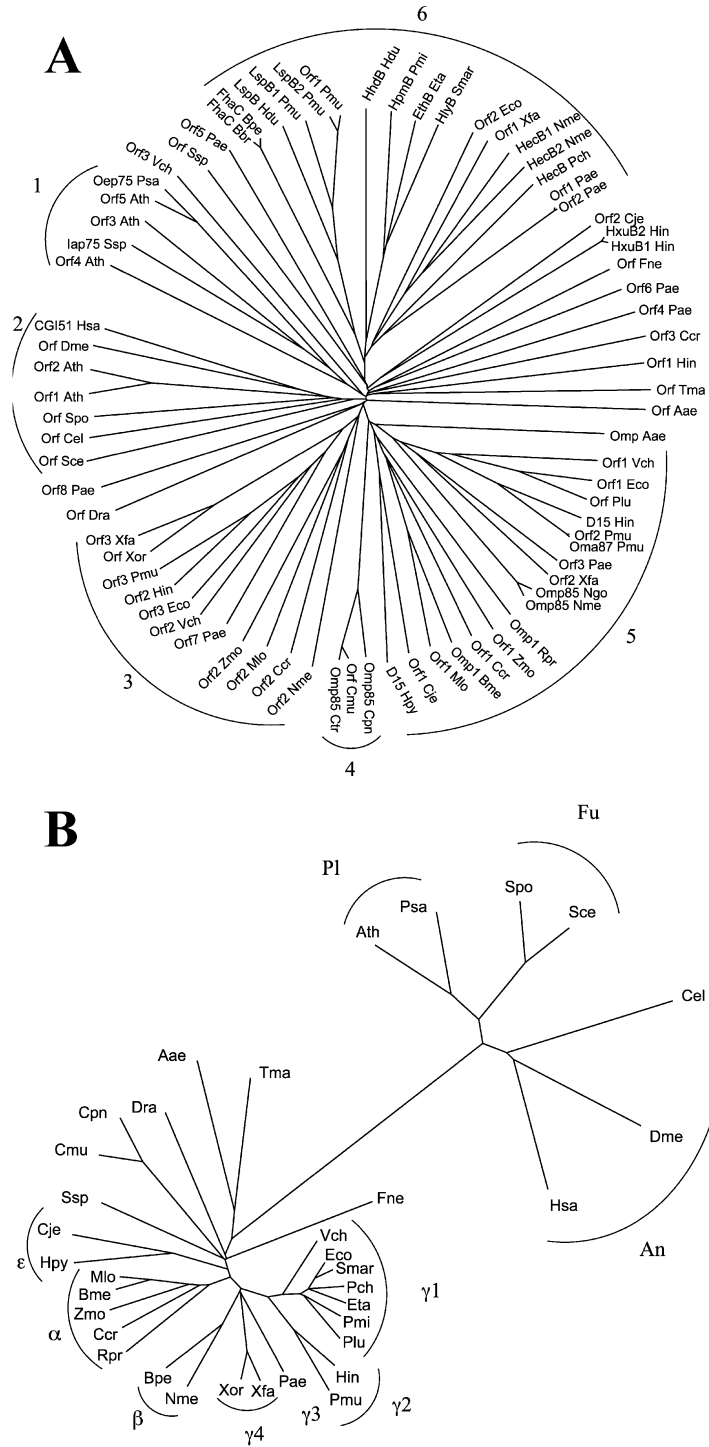 6
A
HhdB Hdu
HpmB Pmi
EthB Eta
HlyB Smar
Orf2 Eco
Orf1 Xfa
HecB1 Nme
HecB2 Nme
HecB Pch
Orf1 Pae
Orf2 Pae
Orf2 Cje
HxuB2 Hin
HxuB1 Hin
Orf Fne
Orf6 Pae
Orf4 Pae
Orf3 Ccr
Orf1 Hin
Orf Tma
Orf Aae
Omp Aae
Orf1 Vch
Orf1 Eco
Orf Plu
D15 Hin
Orf2 Pmu
Oma87 Pmu
Orf3 Pae
Orf2 Xfa
Omp85 Ngo
Omp85 Nme
5
Omp1 Rpr
Orf1 Zmo
Orf1 Ccr
Omp1 Bme
Orf1 Mlo
Orf1 Cje
D15 Hpy
Omp85 Cpn
Orf Cmu
Omp85 Ctr
4
Orf2 Nme
Orf2 Ccr
Orf2 Mlo
Orf2 Zmo
3
Orf7 Pae
Orf2 Vch
Orf3 Eco
Orf2 Hin
Orf3 Pmu
Orf Xor
Orf3 Xfa
Orf Dra
Orf8 Pae
Orf Sce
Orf Cel
Orf Spo
Orf1 Ath
Orf2 Ath
Orf Dme
CGI51 Hsa
2
Orf4 Ath
Iap75 Ssp
Orf3 Ath
Orf5 Ath
Oep75 Psa
1
Orf3 Vch
Orf Ssp
Orf5 Pae
FhaC Bbr
FhaC Bpe
LspB Hdu
LspB1 Pmu
LspB2 Pmu
Orf1 Pmu
B
Fu
Pl
Spo
Psa
Sce
Ath
Cel
Aae
Tma
Dra
Cpn
Dme
Cmu
Ssp
Fne
Hsa
Cje
Vch
An
ε
Hpy
Eco
Smar
Mlo
Pch
γ1
Bme
Eta
Zmo
Pmi
α
Ccr
Plu
Rpr
Bpe
Hin
Nme
Xor
Xfa
Pae
Pmu
β
γ4
γ3
γ2